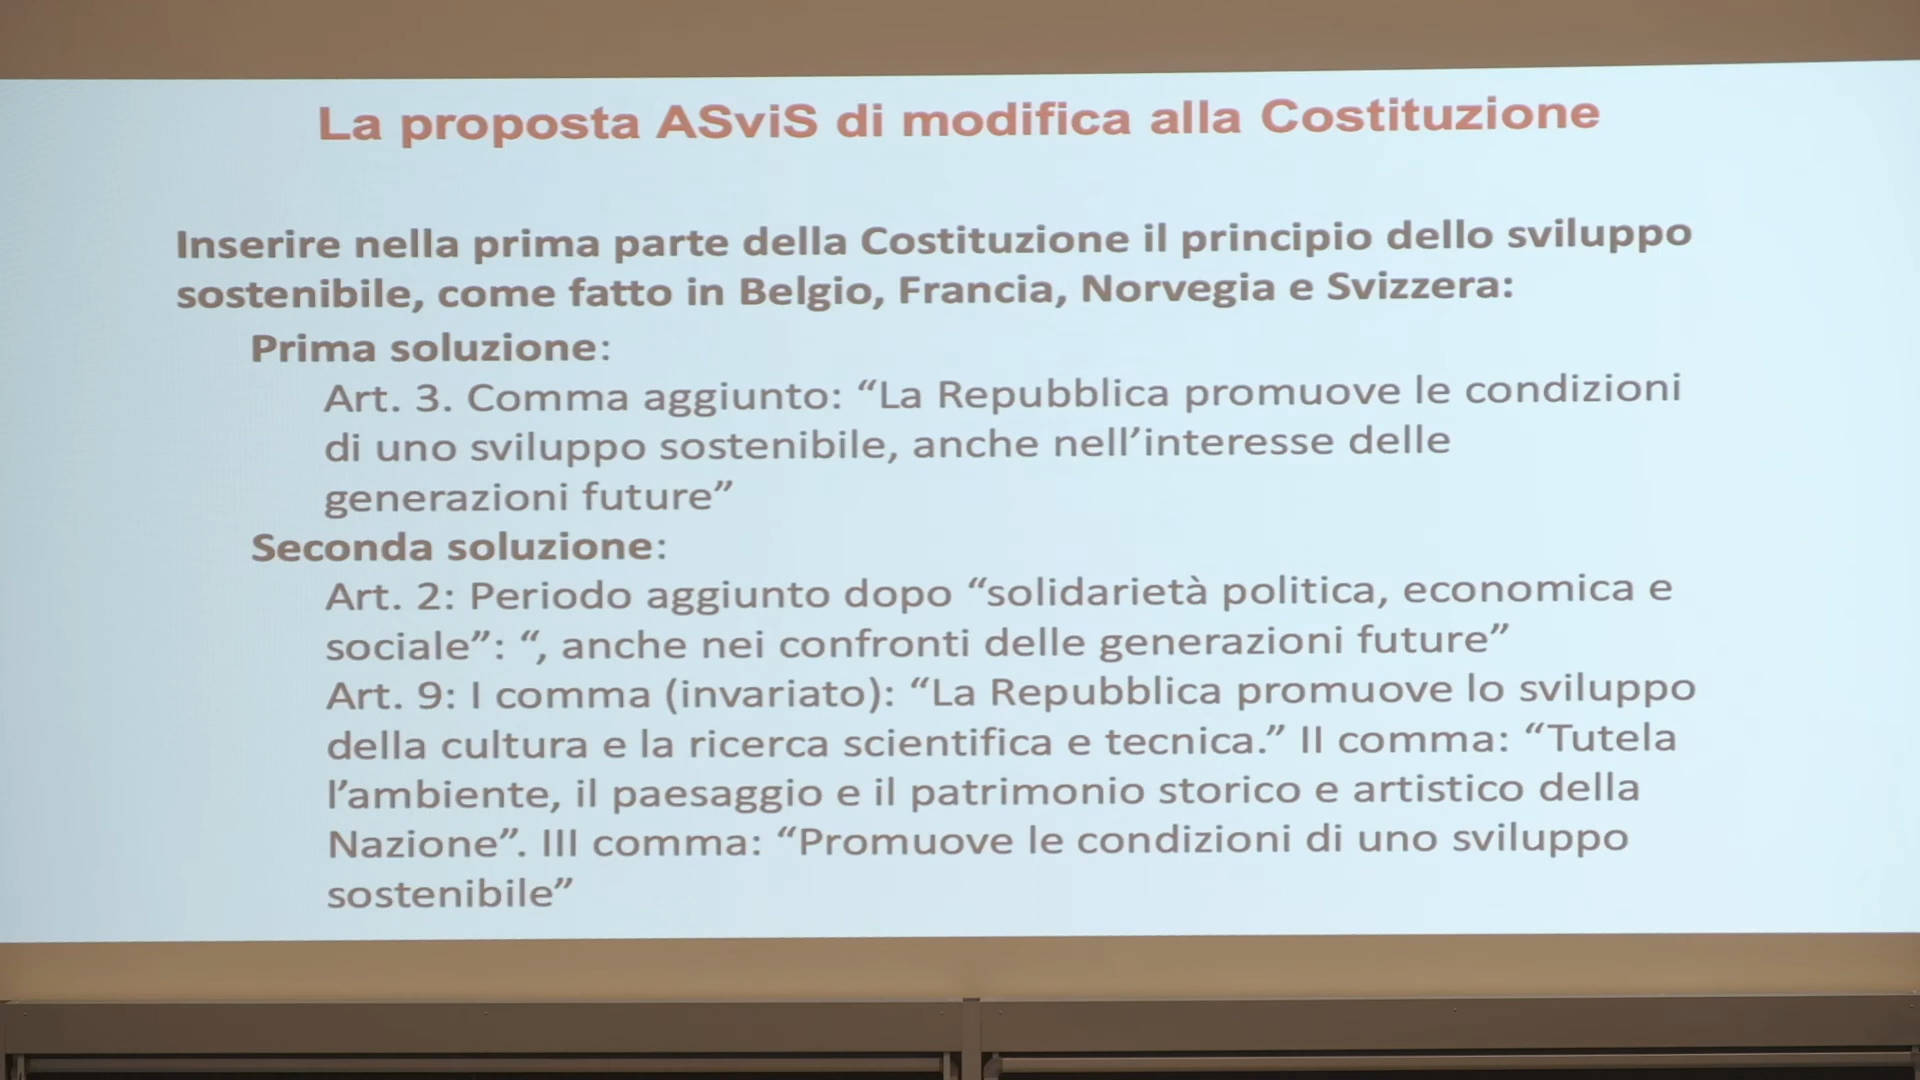 La proposta ASviS di modifica alla Costituzione
Inserire nella prima parte della Costituzione il principio dello sviluppo
sostenibile, come fatto in Belgio, Francia, Norvegia e Svizzera:
Prima soluzione:
Art. 3. Comma aggiunto: “La Repubblica promuove le condizioni
di uno sviluppo sostenibile, anche nell’interesse delle
generazioni future”
Seconda soluzione:
Art. 2: Periodo aggiunto dopo “solidarietà politica, economica e
sociale”: “, anche nei confronti delle generazioni future”
Art. 9: I comma (invariato): “La Repubblica promuove lo sviluppo
della cultura e la ricerca scientifica e tecnica.” II comma: “Tutela
l’ambiente, il paesaggio e il patrimonio storico e artistico della
Nazione”. III comma: “Promuove le condizioni di uno sviluppo
sostenibile”